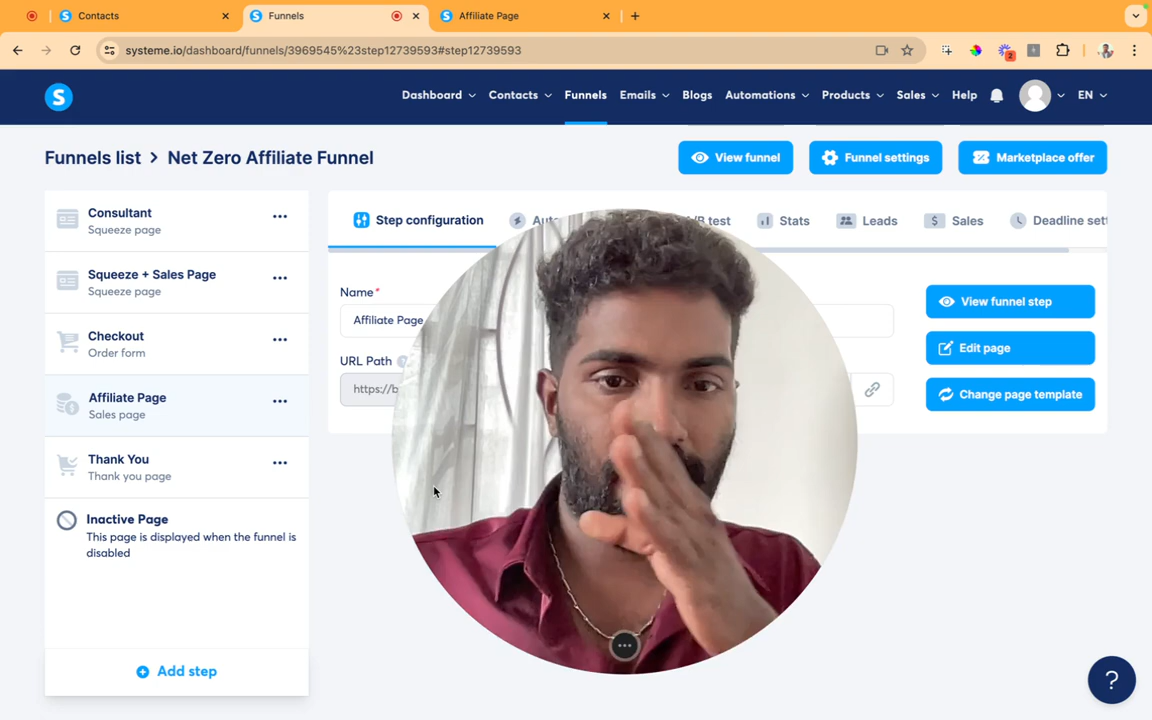 Contacts
Funnels
Affiliate Page
systeme.io/dashboard/funnels/3969545%23step12739593#step12739593
2
S
Dashboard
Contacts
Funnels
Emails
Blogs
Automations
Products
Sales
Help
EN
Funnels list > Net Zero Affiliate Funnel
View funnel
Funnel settings
Marketplace offer
Consultant
Squeeze page
Squeeze + Sales Page
Squeeze page
Checkout
Order form
Affiliate Page
Sales page
Thank You
Thank you page
Inactive Page
This page is displayed when the funnel is
disabled
Add step
Step configuration
test
Stats
Leads
Sales
Deadline sett
Name*
Affiliate Page
URL Path
https://b
View funnel step
Edit page
Change page template
?